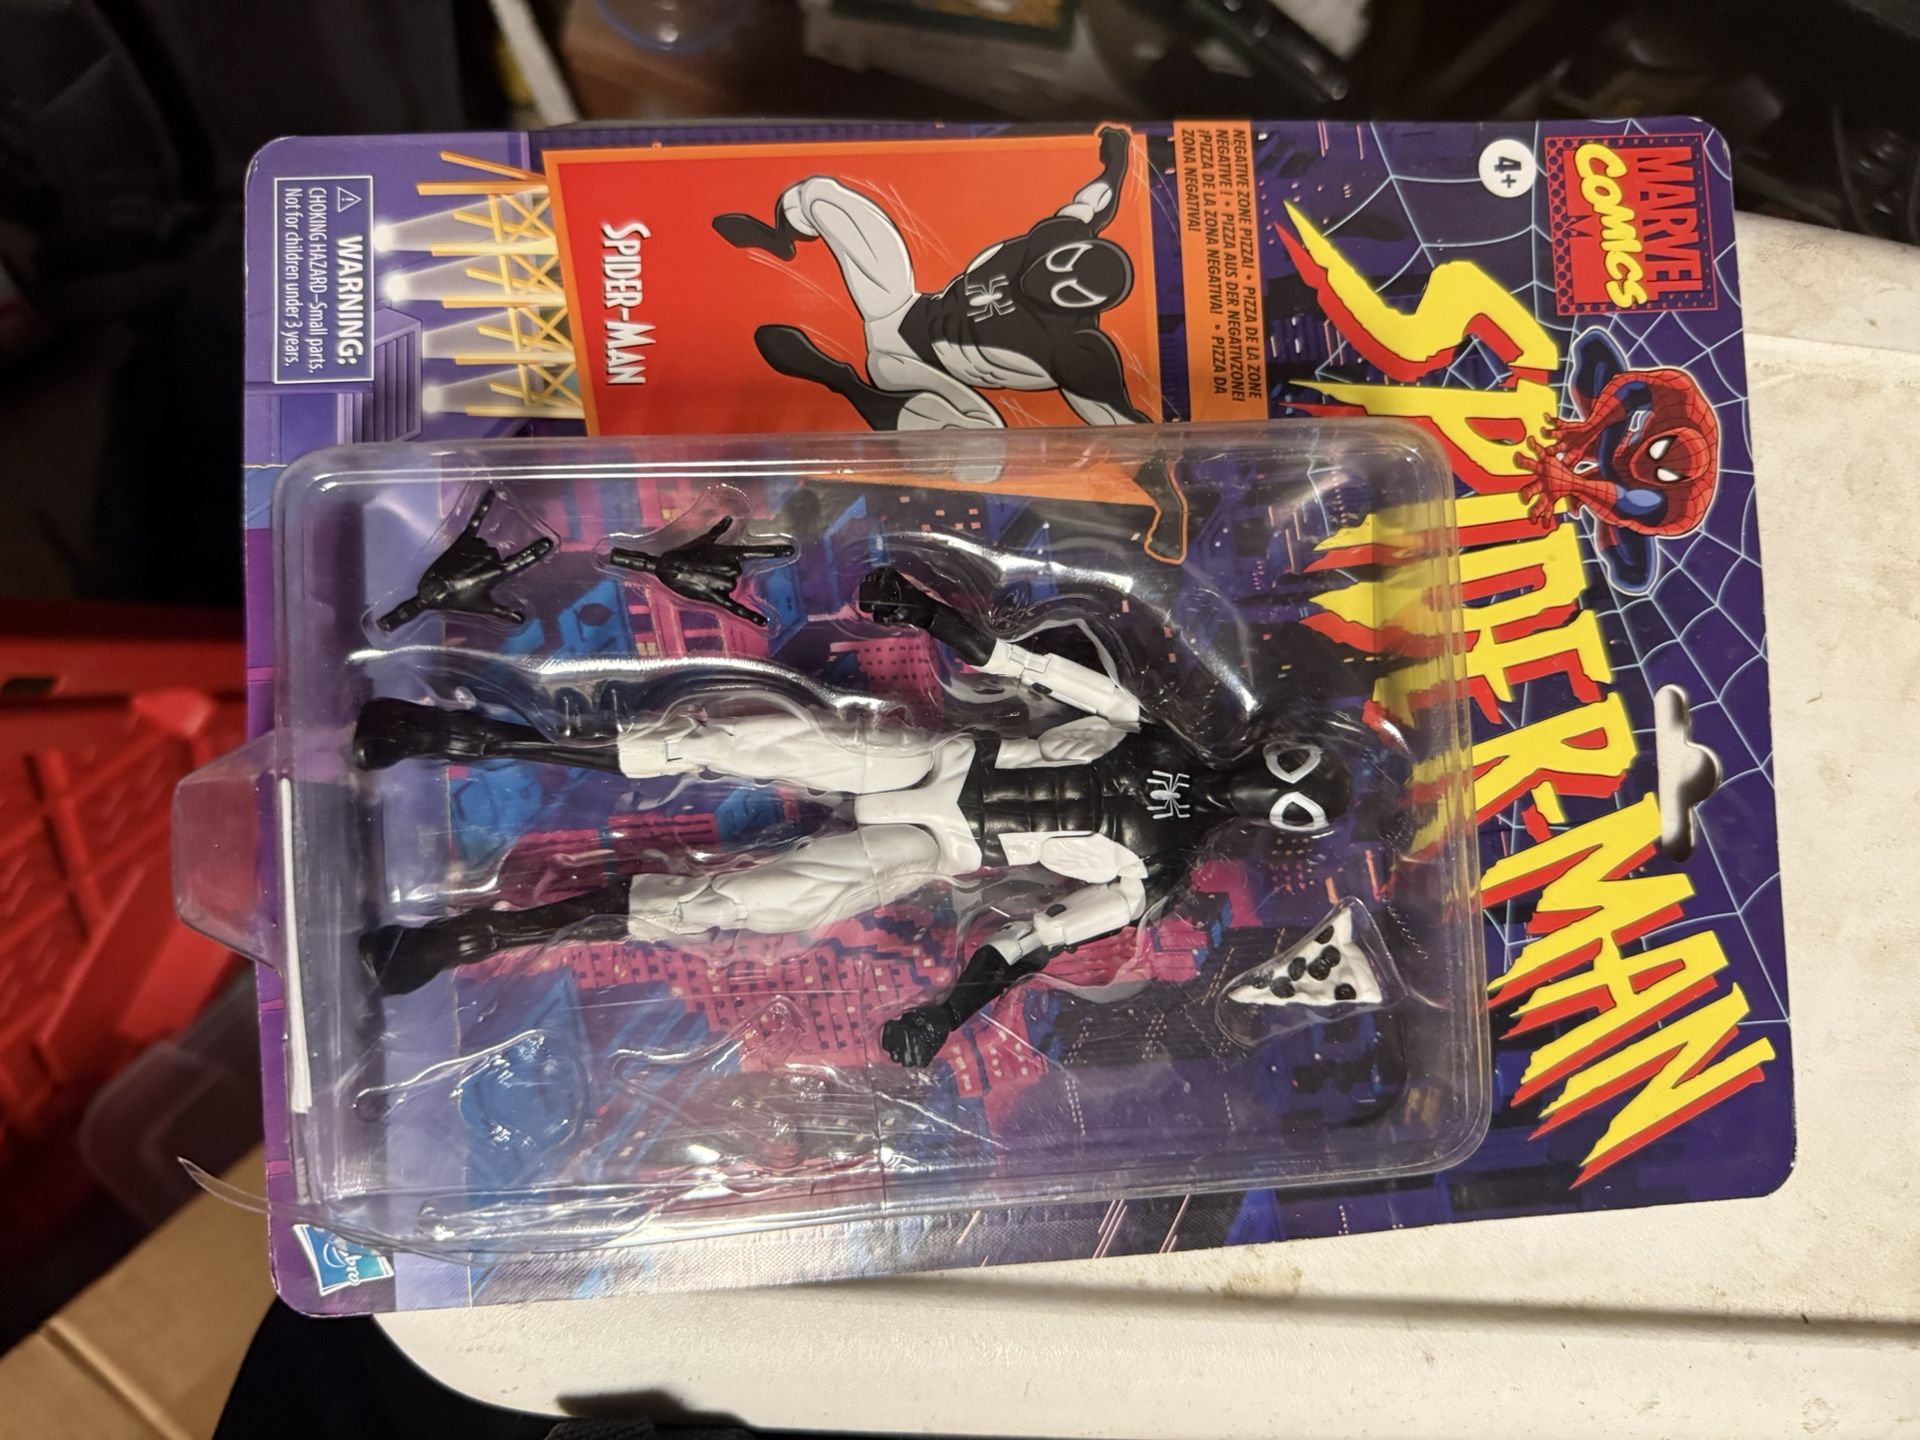 MARVEL
COMICS
4+
SPIDER-MAN
NEGATIVE ZONE PIZZA! • PIZZA DE LA ZONE
NEGATIVE ! • PIZZA AUS DER NEGATIVZONE!
¡PIZZA DE LA ZONA NEGATIVA! • PIZZA DA
ZONA NEGATIVA!
SPIDER-MAN
⚠ WARNING:
CHOKING HAZARD–Small parts.
Not for children under 3 years.
Hasbro